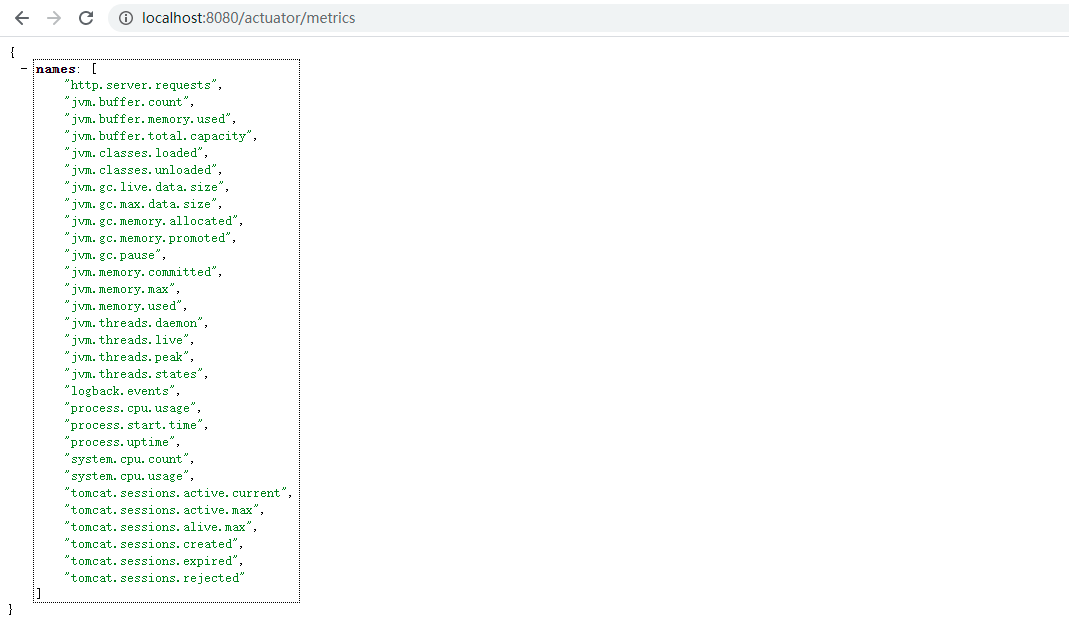 localhost:8080/actuator/metrics
{
- names: [
"http.server.requests",
"jvm.buffer.count",
"jvm.buffer.memory.used",
"jvm.buffer.total.capacity",
"jvm.classes.loaded",
"jvm.classes.unloaded",
"jvm.gc.live.data.size",
"jvm.gc.max.data.size",
"jvm.gc.memory.allocated",
"jvm.gc.memory.promoted",
"jvm.gc.pause",
"jvm.memory.committed",
"jvm.memory.max",
"jvm.memory.used",
"jvm.threads.daemon",
"jvm.threads.live",
"jvm.threads.peak",
"jvm.threads.states",
"logback.events",
"process.cpu.usage",
"process.start.time",
"process.uptime",
"system.cpu.count",
"system.cpu.usage",
"tomcat.sessions.active.current",
"tomcat.sessions.active.max",
"tomcat.sessions.alive.max",
"tomcat.sessions.created",
"tomcat.sessions.expired",
"tomcat.sessions.rejected"
]
}